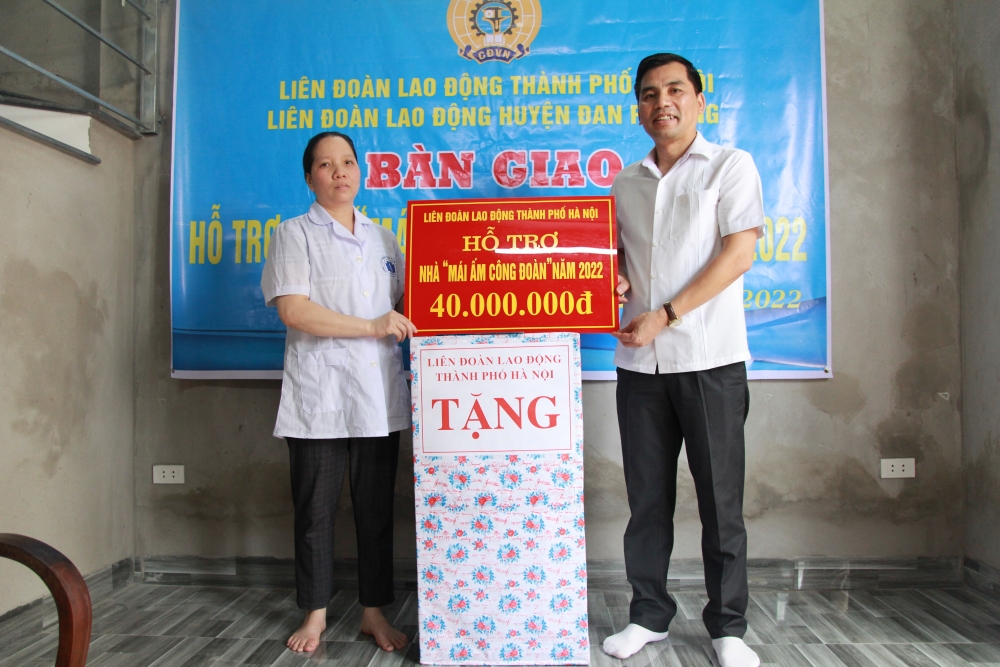 CĐVN
LIÊN ĐOÀN LAO ĐỘNG THÀNH PHỐ NỘI
LIÊN ĐOÀN LAO ĐỘNG HUYỆN ĐAN
BÀN GIAO
HỖ TRỢ 2022
2022
LIÊN ĐOÀN LAO ĐỘNG THÀNH PHỐ HÀ NỘI
HỖ TRỢ
NHÀ “MÁI ẤM CÔNG ĐOÀN” NĂM 2022
40.000.000đ
LIÊN ĐOÀN LAO ĐỘNG
THÀNH PHỐ HÀ NỘI
TẶNG